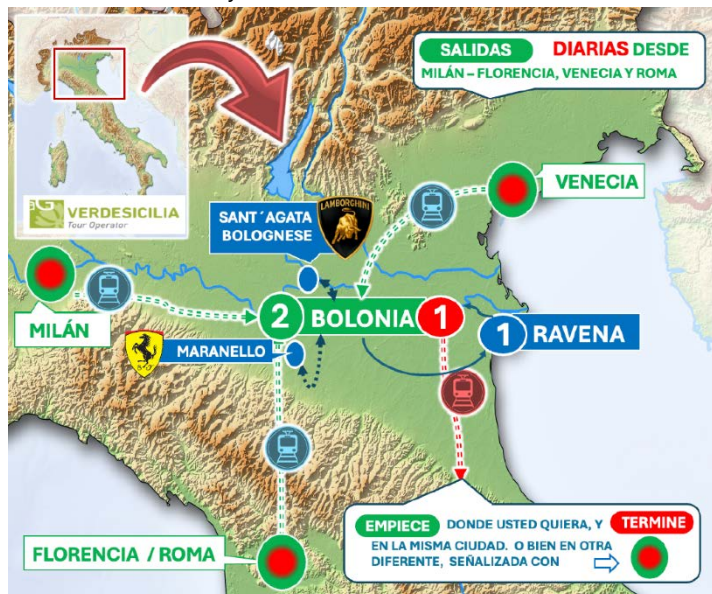 SALIDAS DIARIAS DESDE
MILÁN – FLORENCIA, VENECIA Y ROMA
VERDESICILIA
Tour Operator
SANT´AGATA
BOLOGNESE
LAMBORGHINI
VENECIA
MILÁN
2 BOLONIA 1
1 RAVENA
MARANELLO
FLORENCIA / ROMA
EMPIECE DONDE USTED QUIERA, Y TERMINE
EN LA MISMA CIUDAD. O BIEN EN OTRA
DIFERENTE, SEÑALIZADA CON